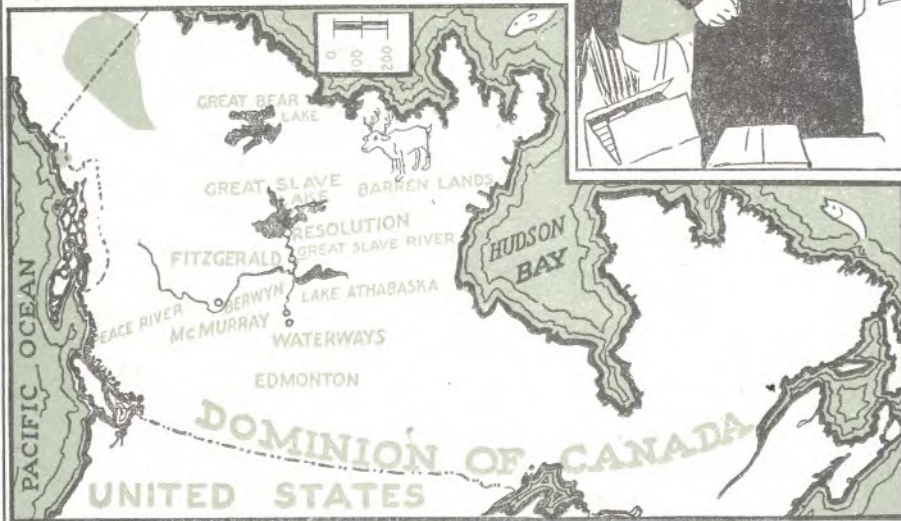 0 100 200
GREAT BEAR
LAKE
GREAT SLAVE
LAKE
BARREN LANDS
RESOLUTION
GREAT SLAVE RIVER
FITZGERALD
HUDSON
BAY
LAKE ATHABASKA
BERWYN
PEACE RIVER
McMURRAY
WATERWAYS
EDMONTON
PACIFIC OCEAN
DOMINION OF CANADA
UNITED STATES